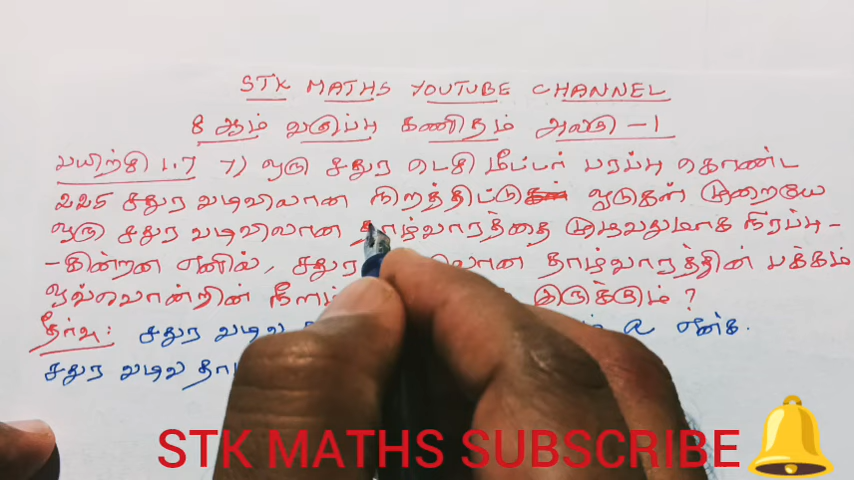 STK MATHS YOUTUBE CHANNEL
8 ஆம் வகுப்பு கணிதம் அலகு - 1
பயிற்சி 1.7 7) ஒரு சதுர டெசி மீட்டர் பரப்பு கொண்ட
225 சதுர வடிவிலான நிறத்திட்டு ஓடுகள் முறையே
ஒரு சதுர வடிவிலான தாழ்வாரத்தை முழுவதுமாக நிரப்பு -
- கின்றன எனில், சதுர லான தாழ்வாரத்தின் பக்கம்
ஒவ்வொன்றின் நீளம் இருக்கும் ?
தீர்வு: சதுர வடிவ a என்க.
சதுர வடிவ தா
STK MATHS SUBSCRIBE